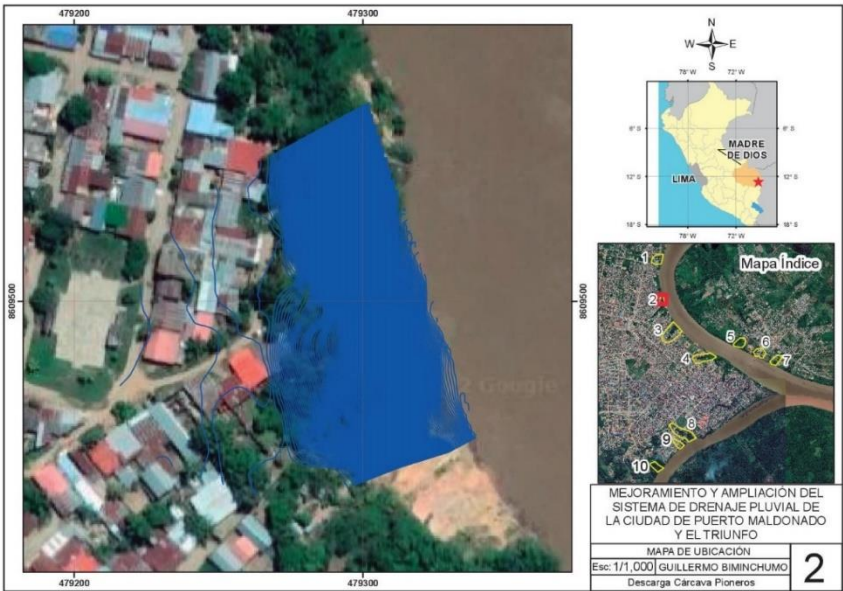 479200
479300
8609500
8609500
479200
479300
2 Google
N
W
E
S
78° W
72° W
6° S
6° S
MADRE
DE DIOS
LIMA
12° S
12° S
18° S
18° S
78° W
72° W
Mapa Índice
1
2
3
4
5
6
7
8
9
10
MEJORAMIENTO Y AMPLIACIÓN DEL
SISTEMA DE DRENAJE PLUVIAL DE
LA CIUDAD DE PUERTO MALDONADO
Y EL TRIUNFO
MAPA DE UBICACIÓN
Esc: 1/1,000 GUILLERMO BIMINCHUMO
Descarga Cárcava Pioneros
2